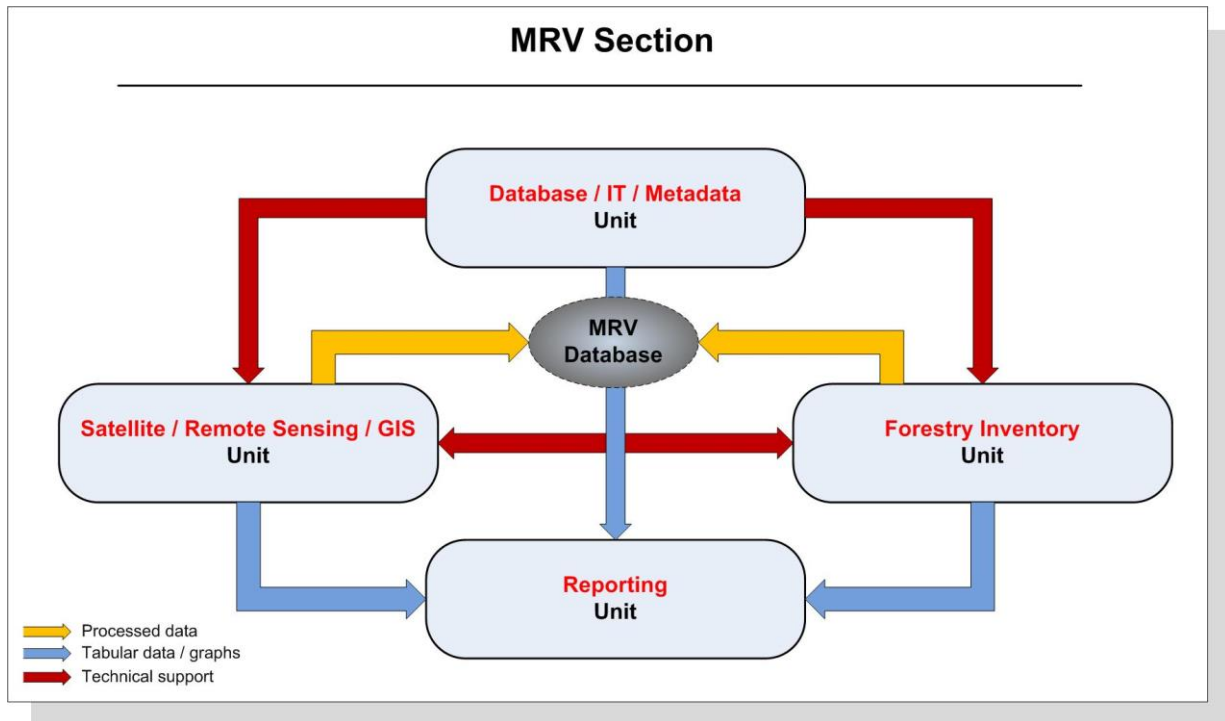 MRV Section
Database / IT / Metadata
Unit
MRV
Database
Satellite / Remote Sensing / GIS
Unit
Forestry Inventory
Unit
Reporting
Unit
Processed data
Tabular data / graphs
Technical support